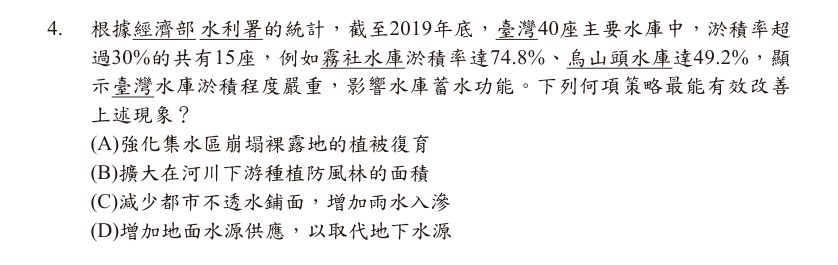 4. 根據經濟部水利署的統計，截至2019年底，臺灣40座主要水庫中，淤積率超
過30%的共有15座，例如霧社水庫淤積率達74.8%、烏山頭水庫達49.2%，顯
示臺灣水庫淤積程度嚴重，影響水庫蓄水功能。下列何項策略最能有效改善
上述現象？
(A)強化集水區崩塌裸露地的植被復育
(B)擴大在河川下游種植防風林的面積
(C)減少都市不透水鋪面，增加雨水入滲
(D)增加地面水源供應，以取代地下水源